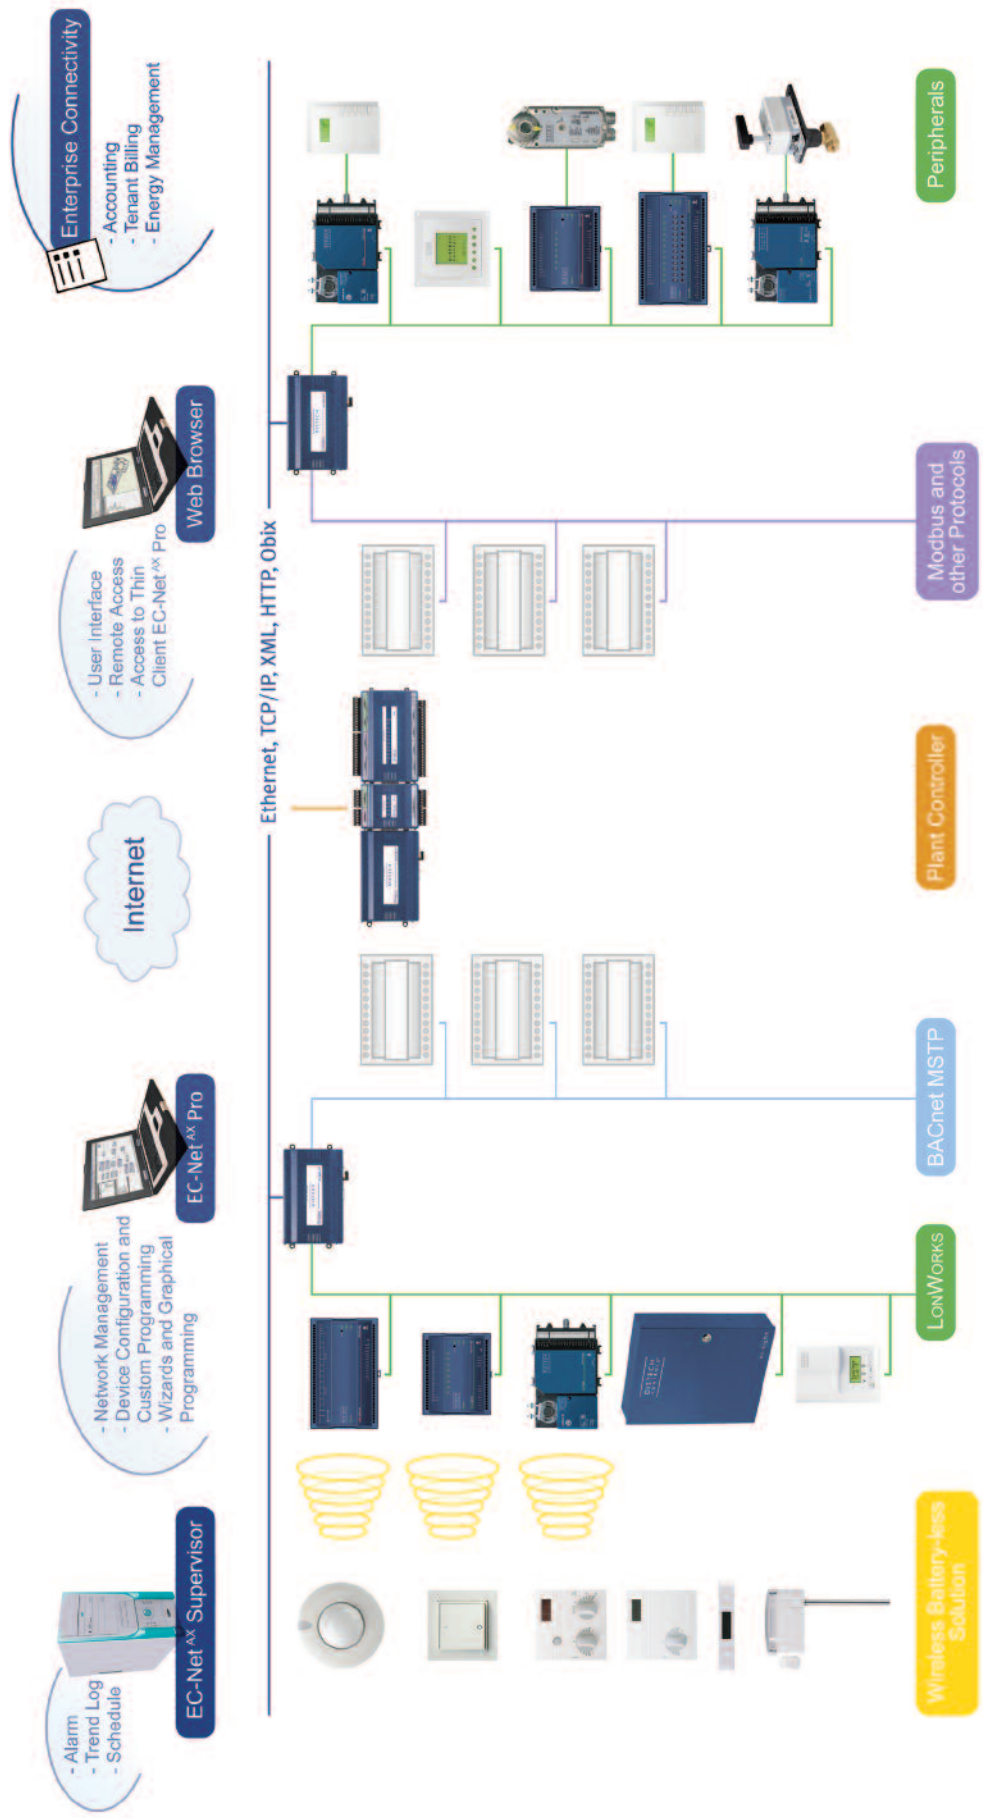 - Alarm
- Trend Log
- Schedule
EC-Net AX Supervisor
- Network Management
- Device Configuration and
Custom Programming
- Wizards and Graphical
Programming
EC-Net AX Pro
Internet
- User Interface
- Remote Access
- Access to Thin
Client EC-Net AX Pro
Web Browser
Enterprise Connectivity
- Accounting
- Tenant Billing
- Energy Management
Ethernet, TCP/IP, XML, HTTP, Obix
DISTECH
CONTROLS
Wireless Battery-less
Solution
LONWORKS
BACnet MSTP
Plant Controller
Modbus and
other Protocols
Peripherals